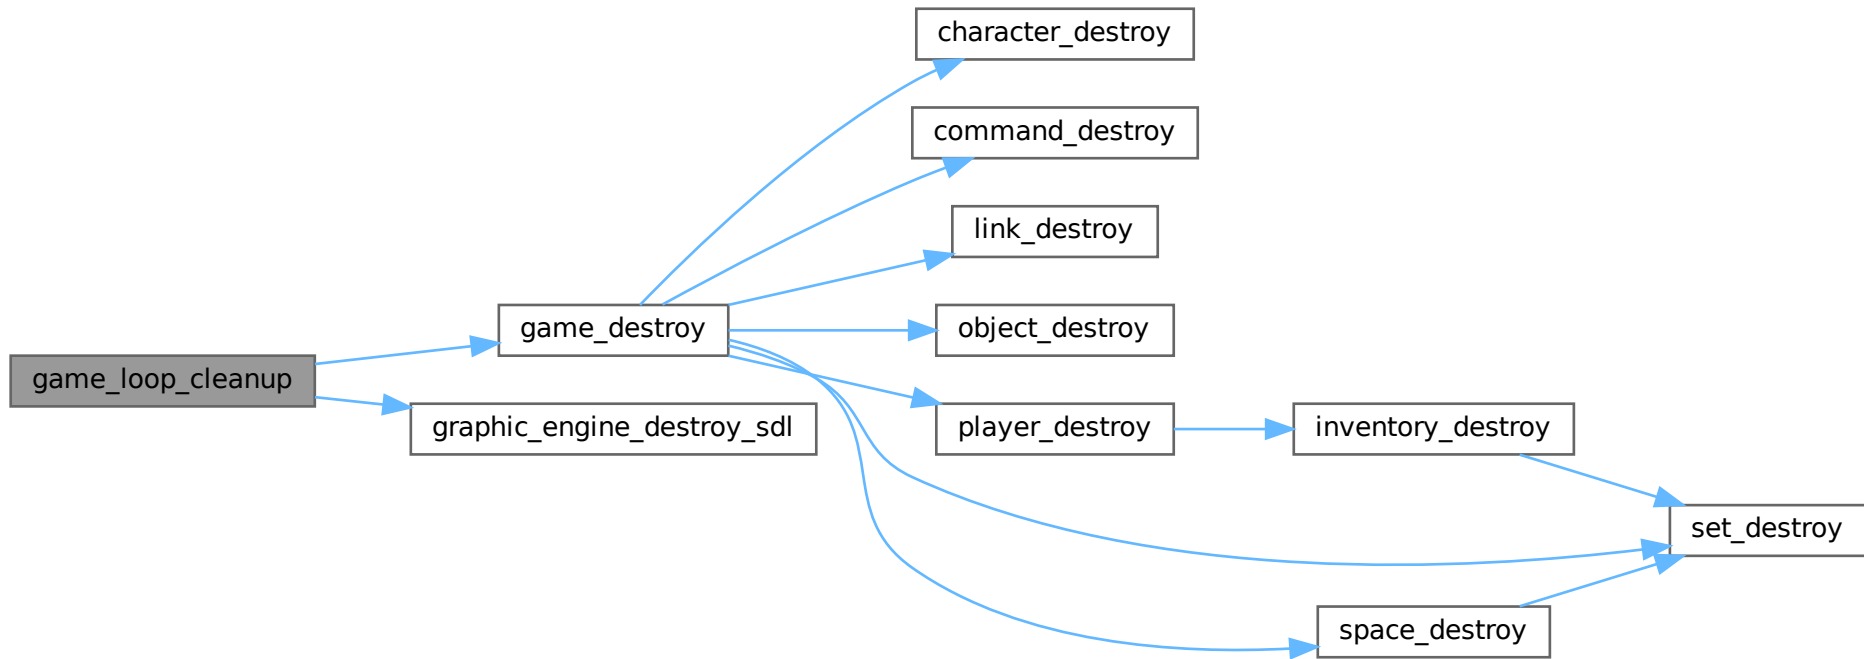 character_destroy
command_destroy
link_destroy
game_destroy
object_destroy
game_loop_cleanup
graphic_engine_destroy_sdl
player_destroy
inventory_destroy
set_destroy
space_destroy